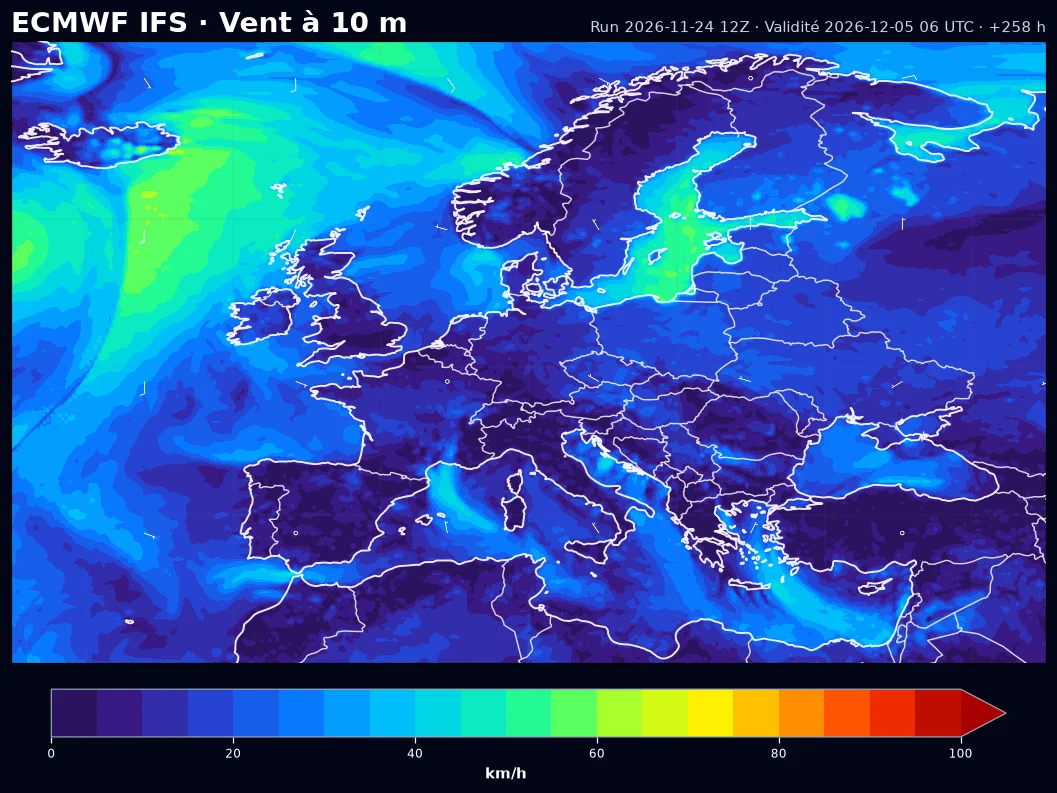 ECMWF IFS · Vent à 10 m
Run 2026-11-24 12Z · Validité 2026-12-05 06 UTC · +258 h
0 20 40 60 80 100
km/h